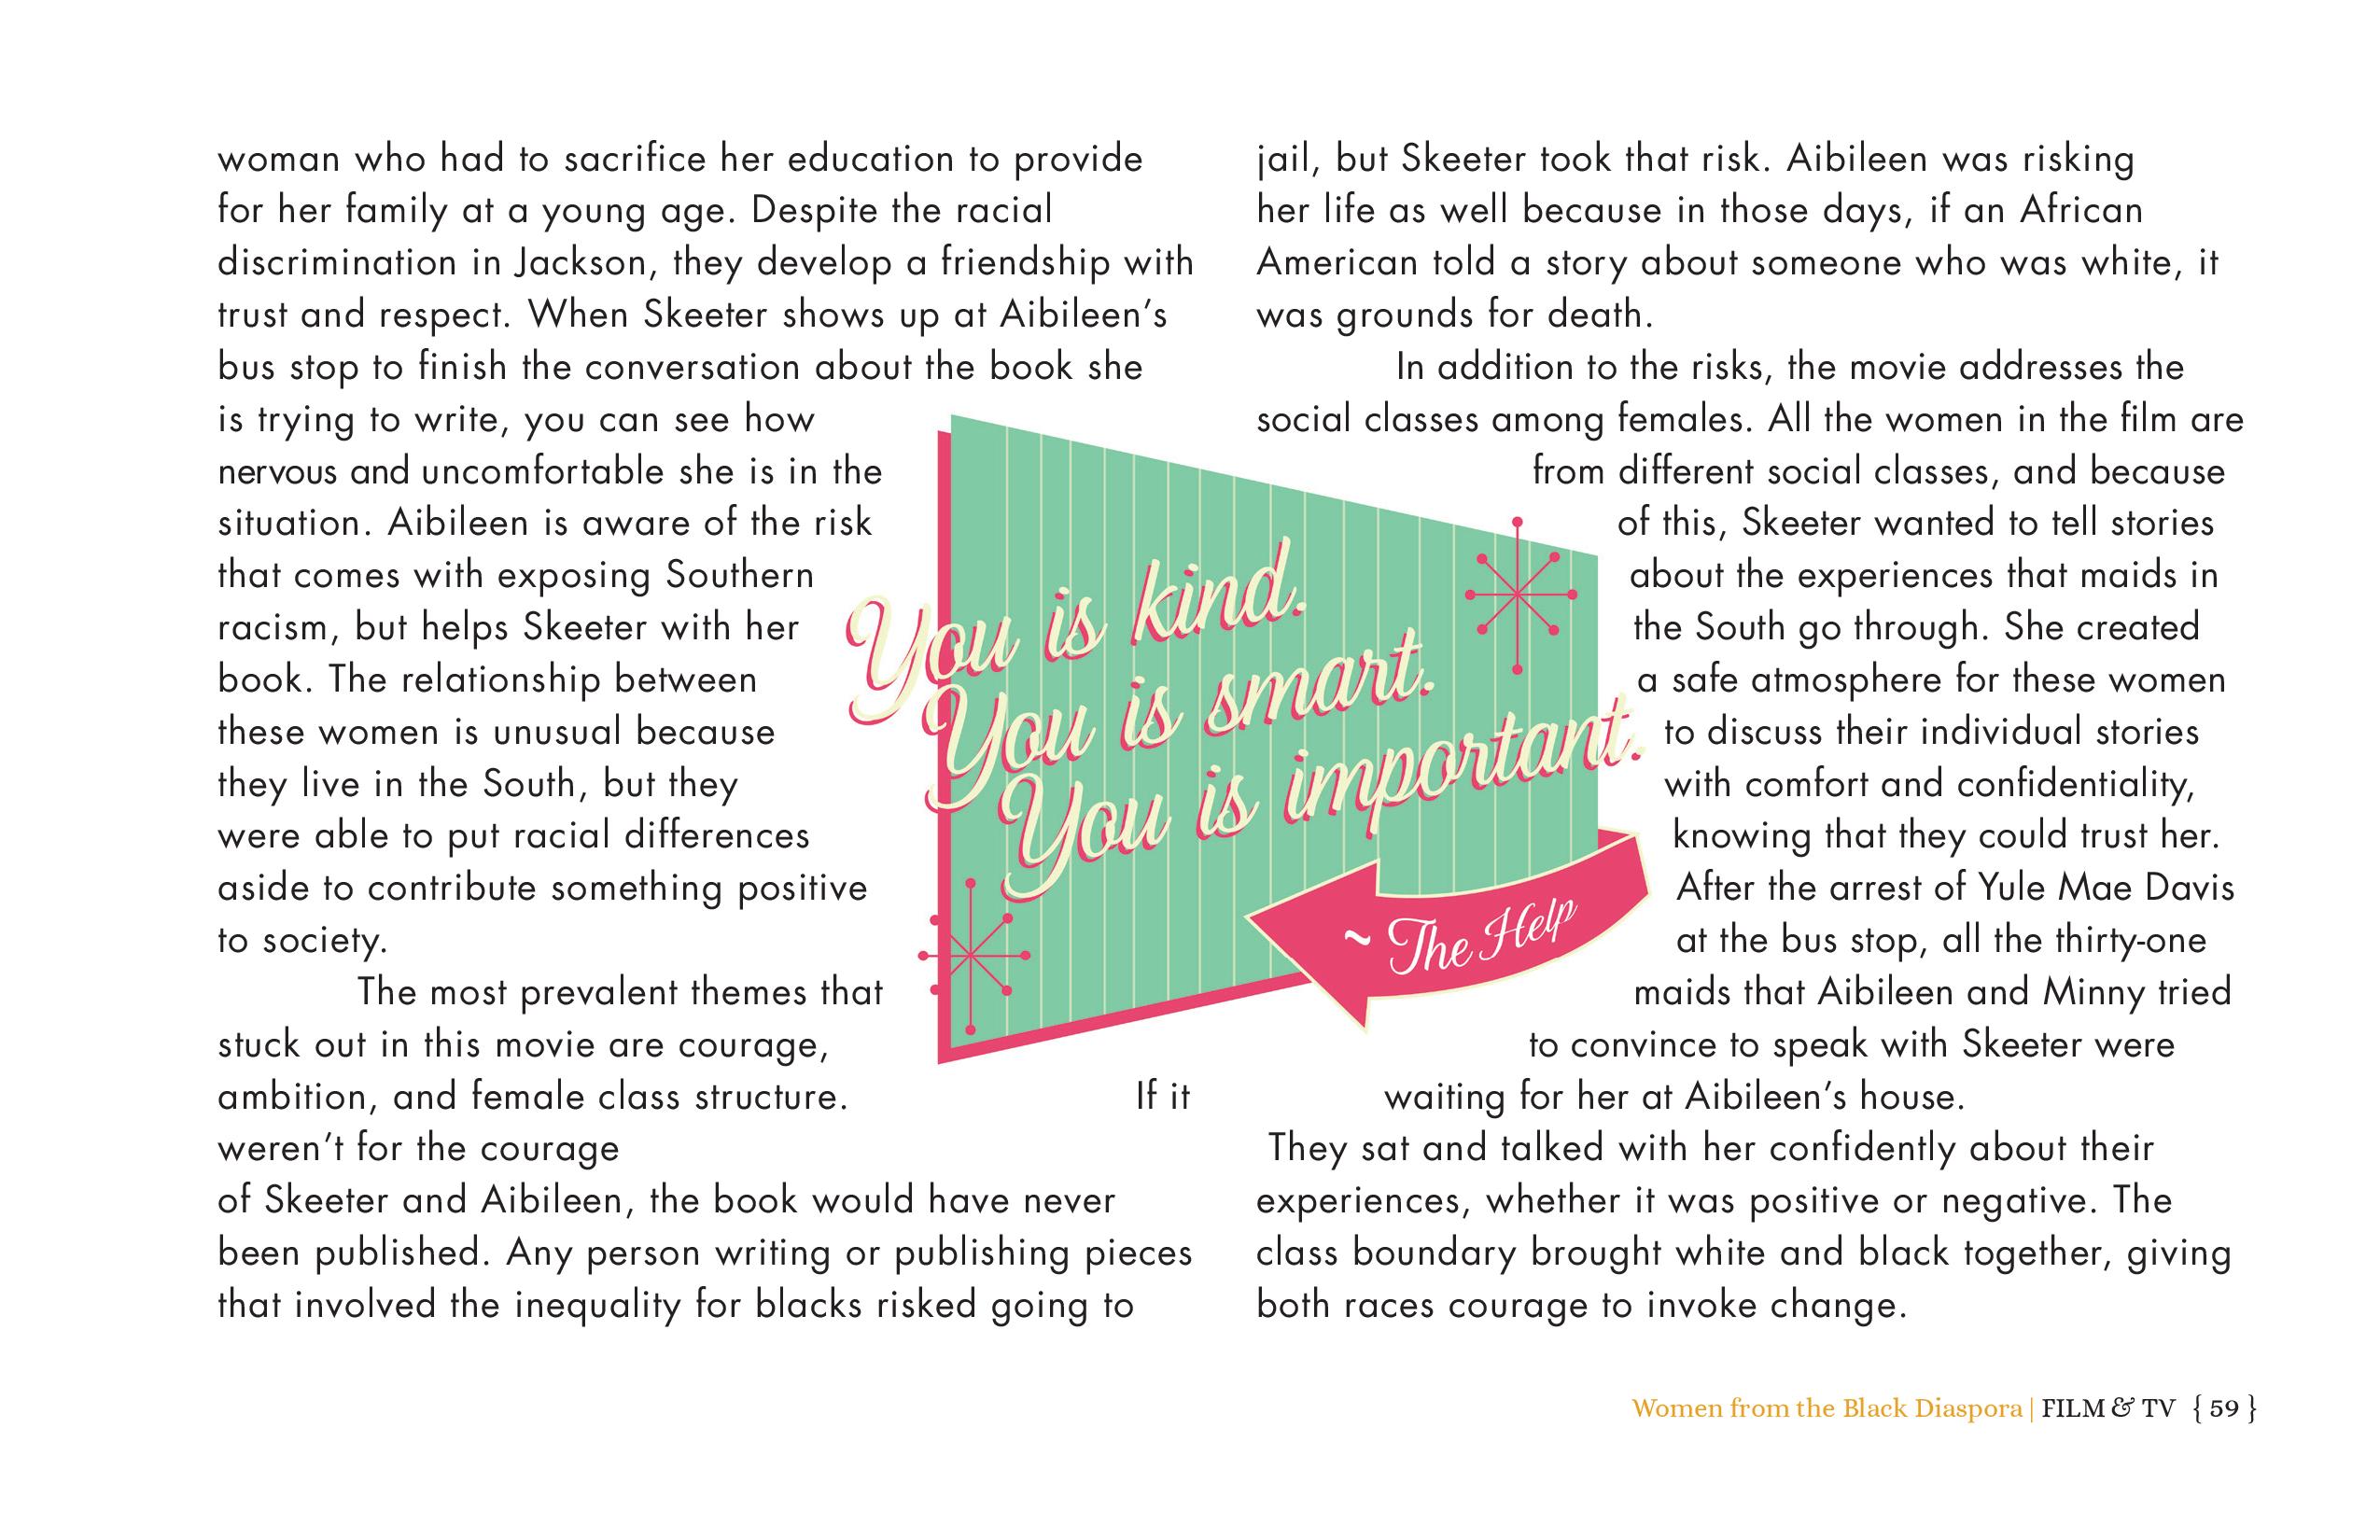 woman who had to sacrifice her education to provide
for her family at a young age. Despite the racial
discrimination in Jackson, they develop a friendship with
trust and respect. When Skeeter shows up at Aibileen’s
bus stop to finish the conversation about the book she
is trying to write, you can see how
nervous and uncomfortable she is in the
situation. Aibileen is aware of the risk
that comes with exposing Southern
racism, but helps Skeeter with her
book. The relationship between
these women is unusual because
they live in the South, but they
were able to put racial differences
aside to contribute something positive
to society.
The most prevalent themes that
stuck out in this movie are courage,
ambition, and female class structure. If it
weren’t for the courage
of Skeeter and Aibileen, the book would have never
been published. Any person writing or publishing pieces
that involved the inequality for blacks risked going to
You is kind.
You is smart.
You is important.
~ The Help
jail, but Skeeter took that risk. Aibileen was risking
her life as well because in those days, if an African
American told a story about someone who was white, it
was grounds for death.
In addition to the risks, the movie addresses the
social classes among females. All the women in the film are
from different social classes, and because
of this, Skeeter wanted to tell stories
about the experiences that maids in
the South go through. She created
a safe atmosphere for these women
to discuss their individual stories
with comfort and confidentiality,
knowing that they could trust her.
After the arrest of Yule Mae Davis
at the bus stop, all the thirty-one
maids that Aibileen and Minny tried
to convince to speak with Skeeter were
waiting for her at Aibileen’s house.
They sat and talked with her confidently about their
experiences, whether it was positive or negative. The
class boundary brought white and black together, giving
both races courage to invoke change.
Women from the Black Diaspora | FILM & TV { 59 }